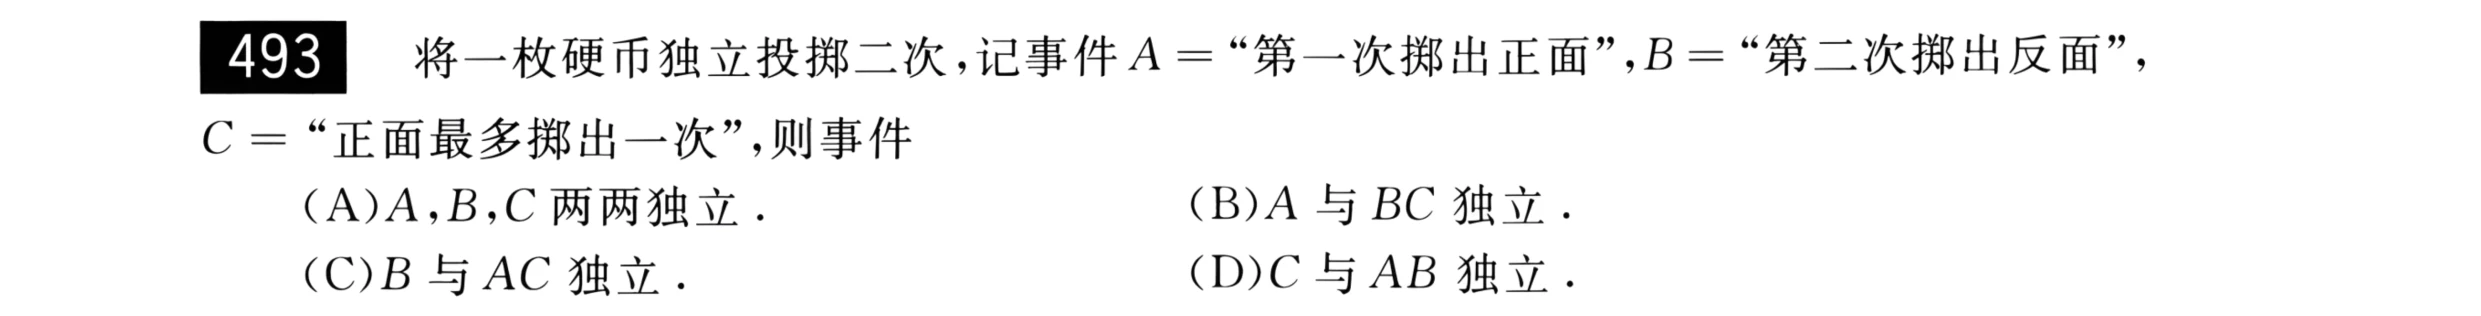 493 将一枚硬币独立投掷二次,记事件 A = “第一次掷出正面”,B = “第二次掷出反面”,
C = “正面最多掷出一次”,则事件
(A)A,B,C 两两独立. (B)A 与 BC 独立.
(C)B 与 AC 独立. (D)C 与 AB 独立.